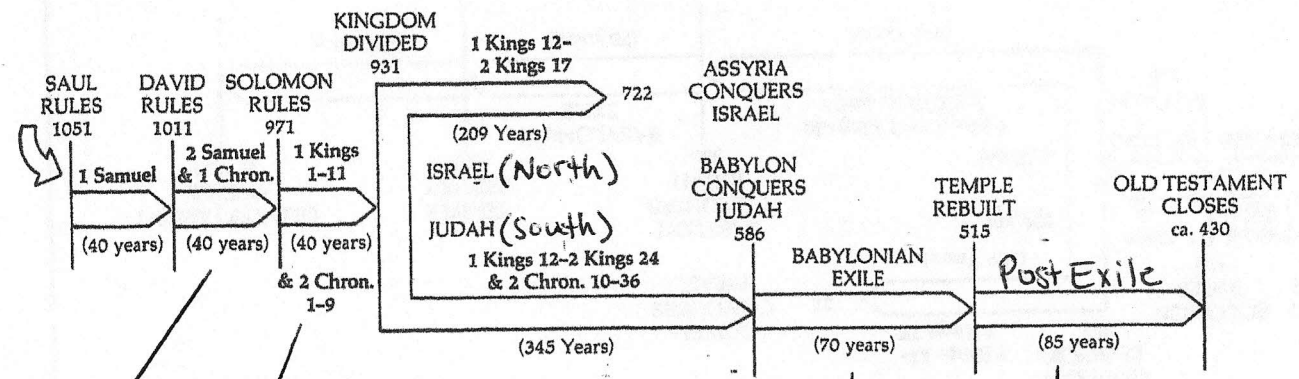 KINGDOM
DIVIDED
931
1 Kings 12–
2 Kings 17
SAUL
RULES
1051
DAVID
RULES
1011
SOLOMON
RULES
971
722
ASSYRIA
CONQUERS
ISRAEL
(209 Years)
1 Samuel
2 Samuel
& 1 Chron.
1 Kings
1–11
ISRAEL (North)
BABYLON
CONQUERS
JUDAH
586
TEMPLE
REBUILT
515
OLD TESTAMENT
CLOSES
ca. 430
JUDAH (South)
(40 years)
(40 years)
(40 years)
1 Kings 12–2 Kings 24
& 2 Chron. 10–36
BABYLONIAN
EXILE
Post Exile
& 2 Chron.
1–9
(345 Years)
(70 years)
(85 years)